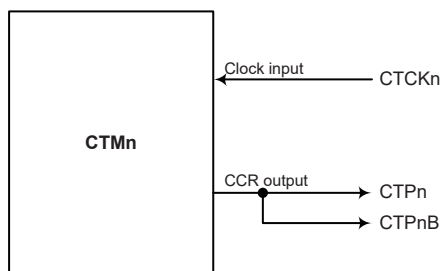 Clock input
CTCKn
CTMn
CCR output
CTPn
CTPnB